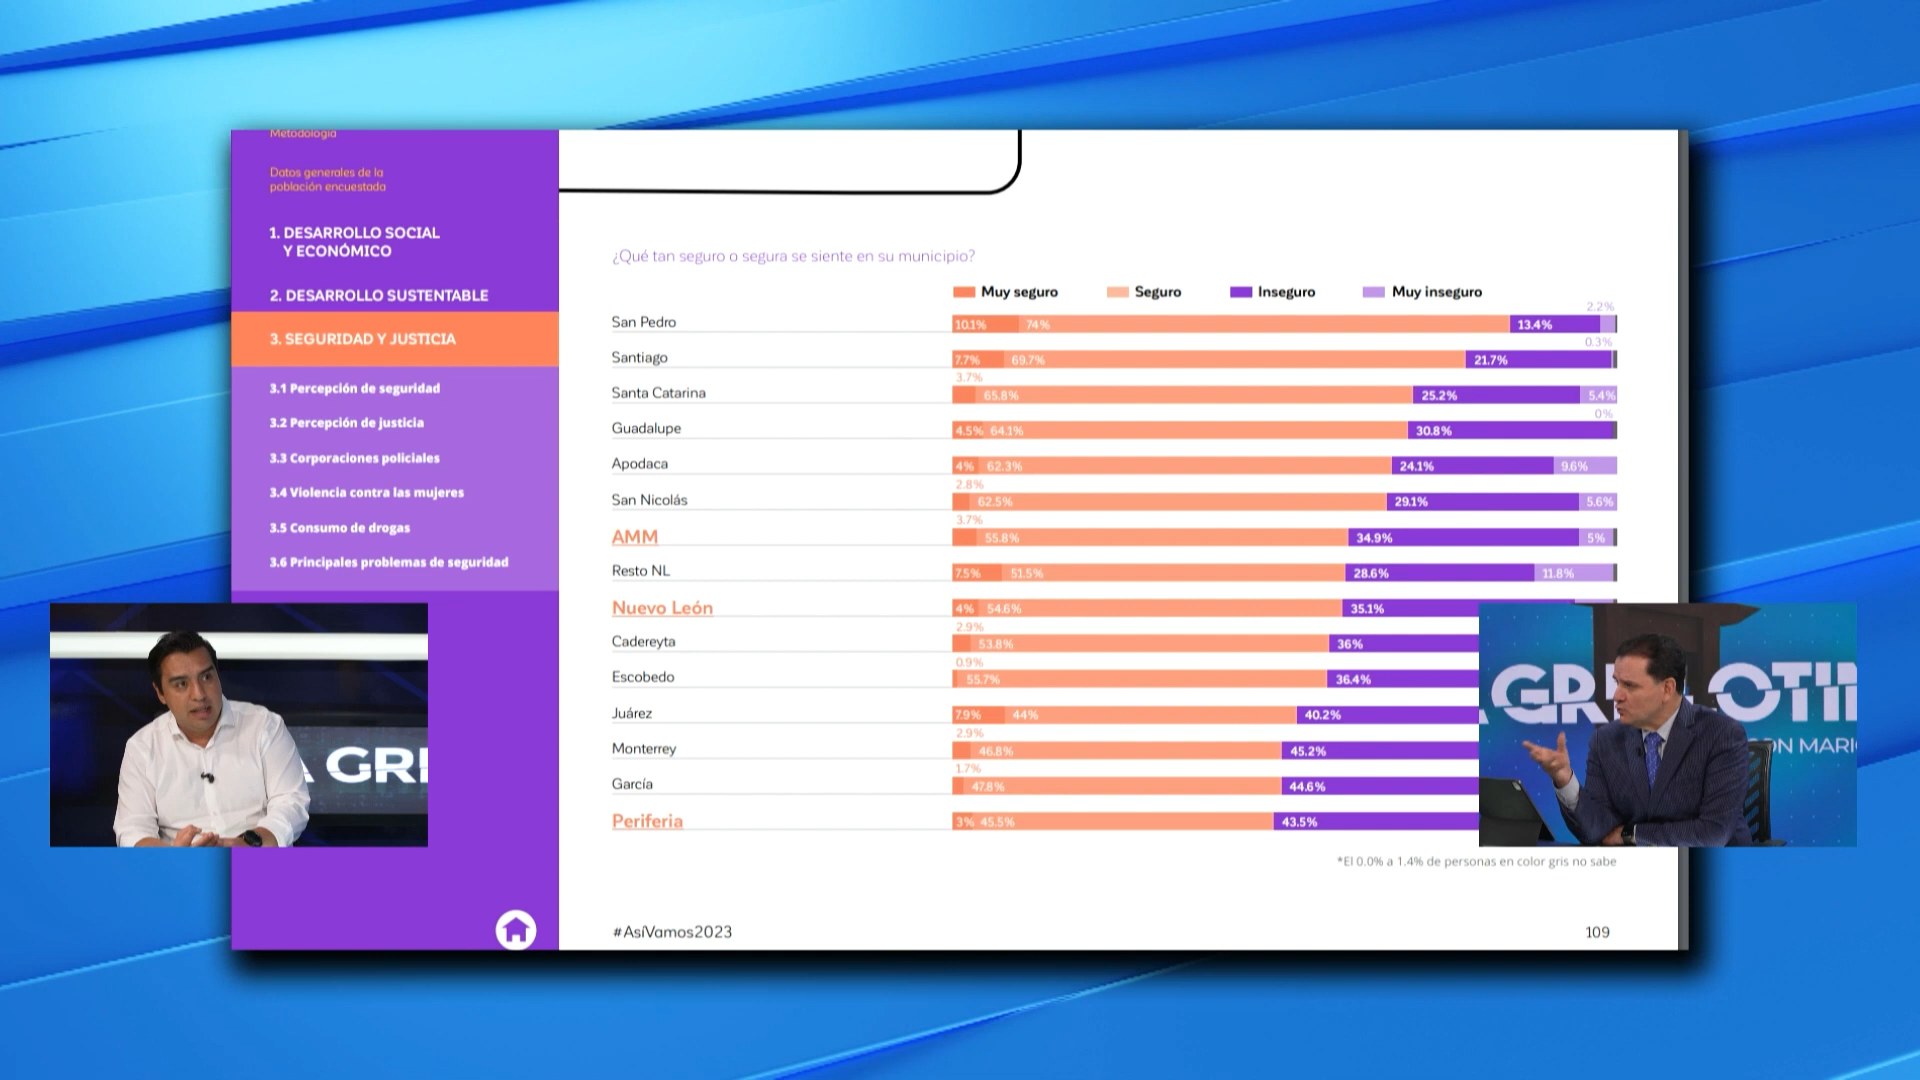 Metodología
Datos generales de la
población encuestada
1. DESARROLLO SOCIAL
Y ECONÓMICO
2. DESARROLLO SUSTENTABLE
3. SEGURIDAD Y JUSTICIA
3.1 Percepción de seguridad
3.2 Percepción de justicia
3.3 Corporaciones policiales
3.4 Violencia contra las mujeres
3.5 Consumo de drogas
3.6 Principales problemas de seguridad
¿Qué tan seguro o segura se siente en su municipio?
Muy seguro Seguro Inseguro Muy inseguro
2.2%
San Pedro 10.1% 74% 13.4%
0.3%
Santiago 7.7% 69.7% 21.7%
3.7%
Santa Catarina 65.8% 25.2% 5.4%
0%
Guadalupe 4.5% 64.1% 30.8%
Apodaca 4% 62.3% 24.1% 9.6%
2.8%
San Nicolás 62.5% 29.1% 5.6%
3.7%
AMM 55.8% 34.9% 5%
Resto NL 7.5% 51.5% 28.6% 11.8%
Nuevo León 4% 54.6% 35.1%
2.9%
Cadereyta 53.8% 36%
0.9%
Escobedo 55.7% 36.4%
Juárez 7.9% 44% 40.2%
2.9%
Monterrey 46.8% 45.2%
1.7%
García 47.8% 44.6%
Periferia 3% 45.5% 43.5%
*El 0.0% a 1.4% de personas en color gris no sabe
#AsíVamos2023
109
A GRI
GRI OTI
ON MARI